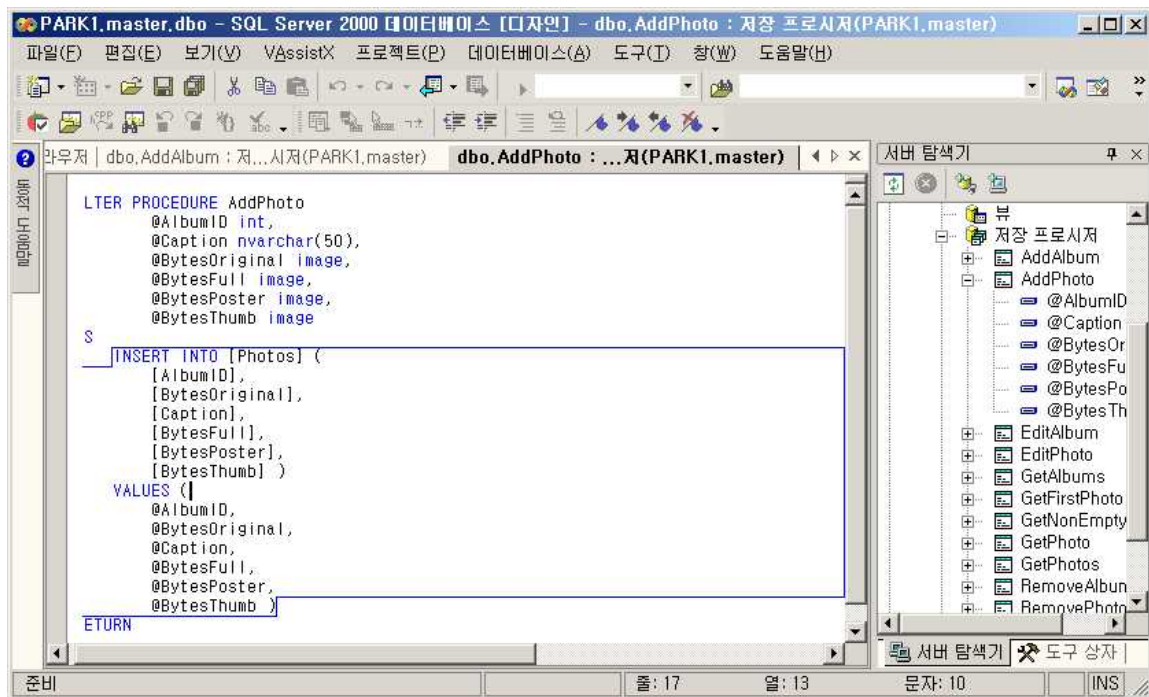 PARK1.master.dbo - SQL Server 2000 데이터베이스 [디자인] - dbo.AddPhoto : 저장 프로시저(PARK1.master)
파일(F) 편집(E) 보기(V) VAssistX 프로젝트(P) 데이터베이스(A) 도구(T) 창(W) 도움말(H)
라우저 dbo.AddAlbum : 저...시저(PARK1.master) dbo.AddPhoto : ...저(PARK1.master)
동적 도움말
LTER PROCEDURE AddPhoto
@AlbumID int,
@Caption nvarchar(50),
@BytesOriginal image,
@BytesFull image,
@BytesPoster image,
@BytesThumb image
S
INSERT INTO [Photos] (
[AlbumID],
[BytesOriginal],
[Caption],
[BytesFull],
[BytesPoster],
[BytesThumb] )
VALUES (
@AlbumID,
@BytesOriginal,
@Caption,
@BytesFull,
@BytesPoster,
@BytesThumb )
ETURN
서버 탐색기
뷰
저장 프로시저
AddAlbum
AddPhoto
@AlbumID
@Caption
@BytesOr
@BytesFu
@BytesPo
@BytesTh
EditAlbum
EditPhoto
GetAlbums
GetFirstPhoto
GetNonEmpty
GetPhoto
GetPhotos
RemoveAlbun
RemovePhoto
서버 탐색기 도구 상자
준비 줄: 17 열: 13 문자: 10 INS